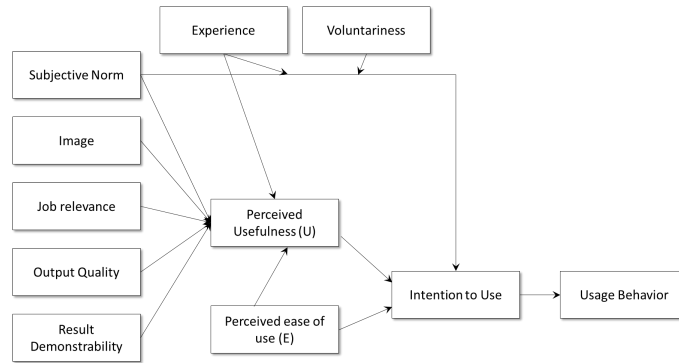 Experience
Voluntariness
Subjective Norm
Image
Job relevance
Perceived
Usefulness (U)
Output Quality
Intention to Use
Usage Behavior
Perceived ease of
use (E)
Result
Demonstrability